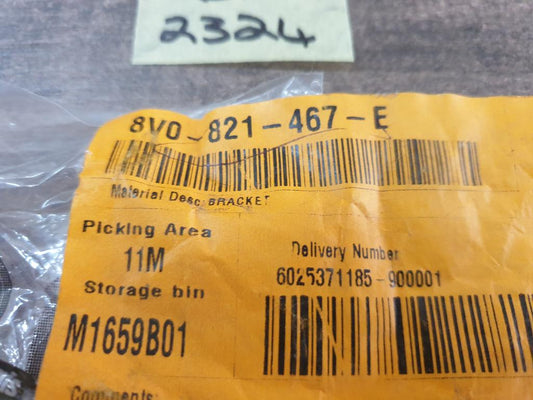 2324
8V0-821-467-E
Material Desc: BRACKET
Picking Area
11M
Delivery Number
6025371185-900001
Storage bin
M1659B01
Comments: